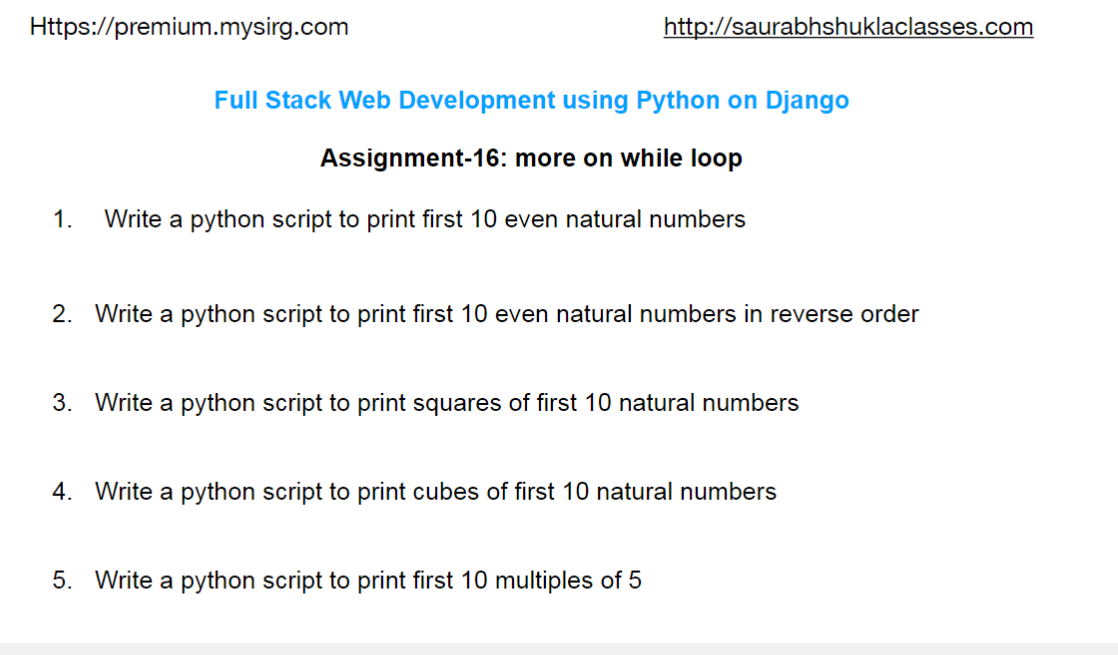 Https://premium.mysirg.com http://saurabhshuklaclasses.com
Full Stack Web Development using Python on Django
Assignment-16: more on while loop
1. Write a python script to print first 10 even natural numbers
2. Write a python script to print first 10 even natural numbers in reverse order
3. Write a python script to print squares of first 10 natural numbers
4. Write a python script to print cubes of first 10 natural numbers
5. Write a python script to print first 10 multiples of 5